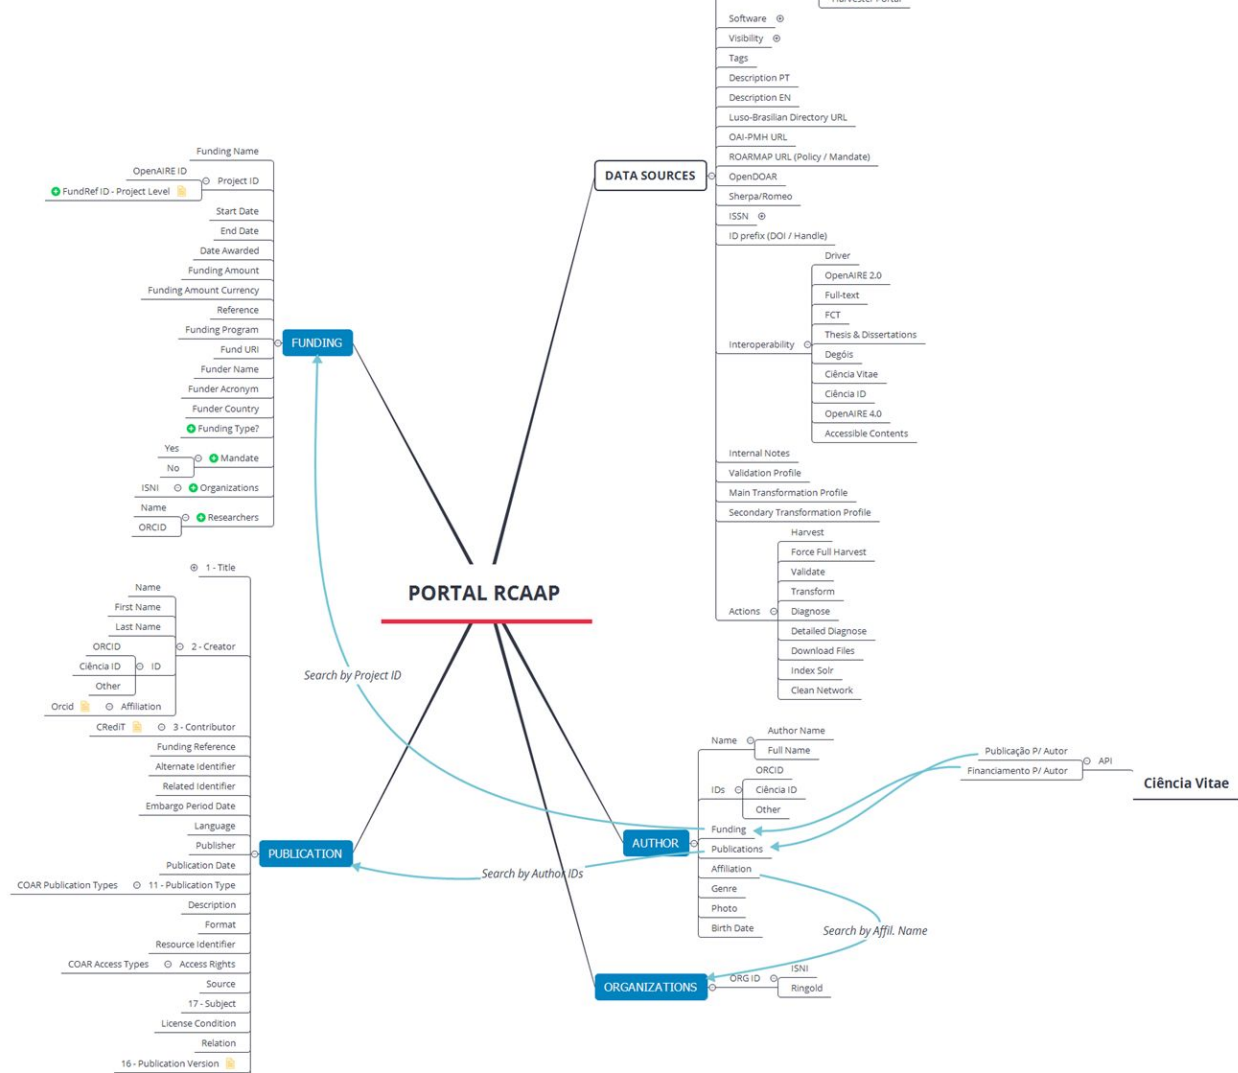 Software
Visibility
Tags
Description PT
Description EN
Luso-Brasilian Directory URL
OAI-PMH URL
ROARMAP URL (Policy / Mandate)
DATA SOURCES
OpenDOAR
Sherpa/Romeo
ISSN
ID prefix (DOI / Handle)
Driver
OpenAIRE 2.0
Full-text
FCT
Thesis & Dissertations
Interoperability
Degóis
Ciência Vitae
Ciência ID
OpenAIRE 4.0
Accessible Contents
Internal Notes
Validation Profile
Main Transformation Profile
Secondary Transformation Profile
Harvest
Force Full Harvest
Validate
Transform
Actions
Diagnose
Detailed Diagnose
Download Files
Index Solr
Clean Network
Funding Name
OpenAIRE ID
Project ID
FundRef ID - Project Level
Start Date
End Date
Date Awarded
Funding Amount
Funding Amount Currency
Reference
Funding Program
FUNDING
Fund URI
Funder Name
Funder Acronym
Funder Country
Funding Type?
Yes
Mandate
No
ISNI
Organizations
Name
Researchers
ORCID
PORTAL RCAAP
Search by Project ID
1 - Title
Name
First Name
Last Name
2 - Creator
ORCID
Ciência ID
ID
Other
Orcid
Affiliation
CRediT
3 - Contributor
Funding Reference
Alternate Identifier
Related Identifier
Embargo Period Date
Language
Publisher
PUBLICATION
Publication Date
COAR Publication Types
11 - Publication Type
Description
Format
Resource Identifier
COAR Access Types
Access Rights
Source
17 - Subject
License Condition
Relation
16 - Publication Version
Author Name
Name
Full Name
ORCID
IDs
Ciência ID
Other
Funding
AUTHOR
Publications
Search by Author IDs
Affiliation
Genre
Photo
Birth Date
Search by Affil. Name
Publicação P/ Autor
API
Financiamento P/ Autor
Ciência Vitae
ORGANIZATIONS
ORG ID
ISNI
Ringold